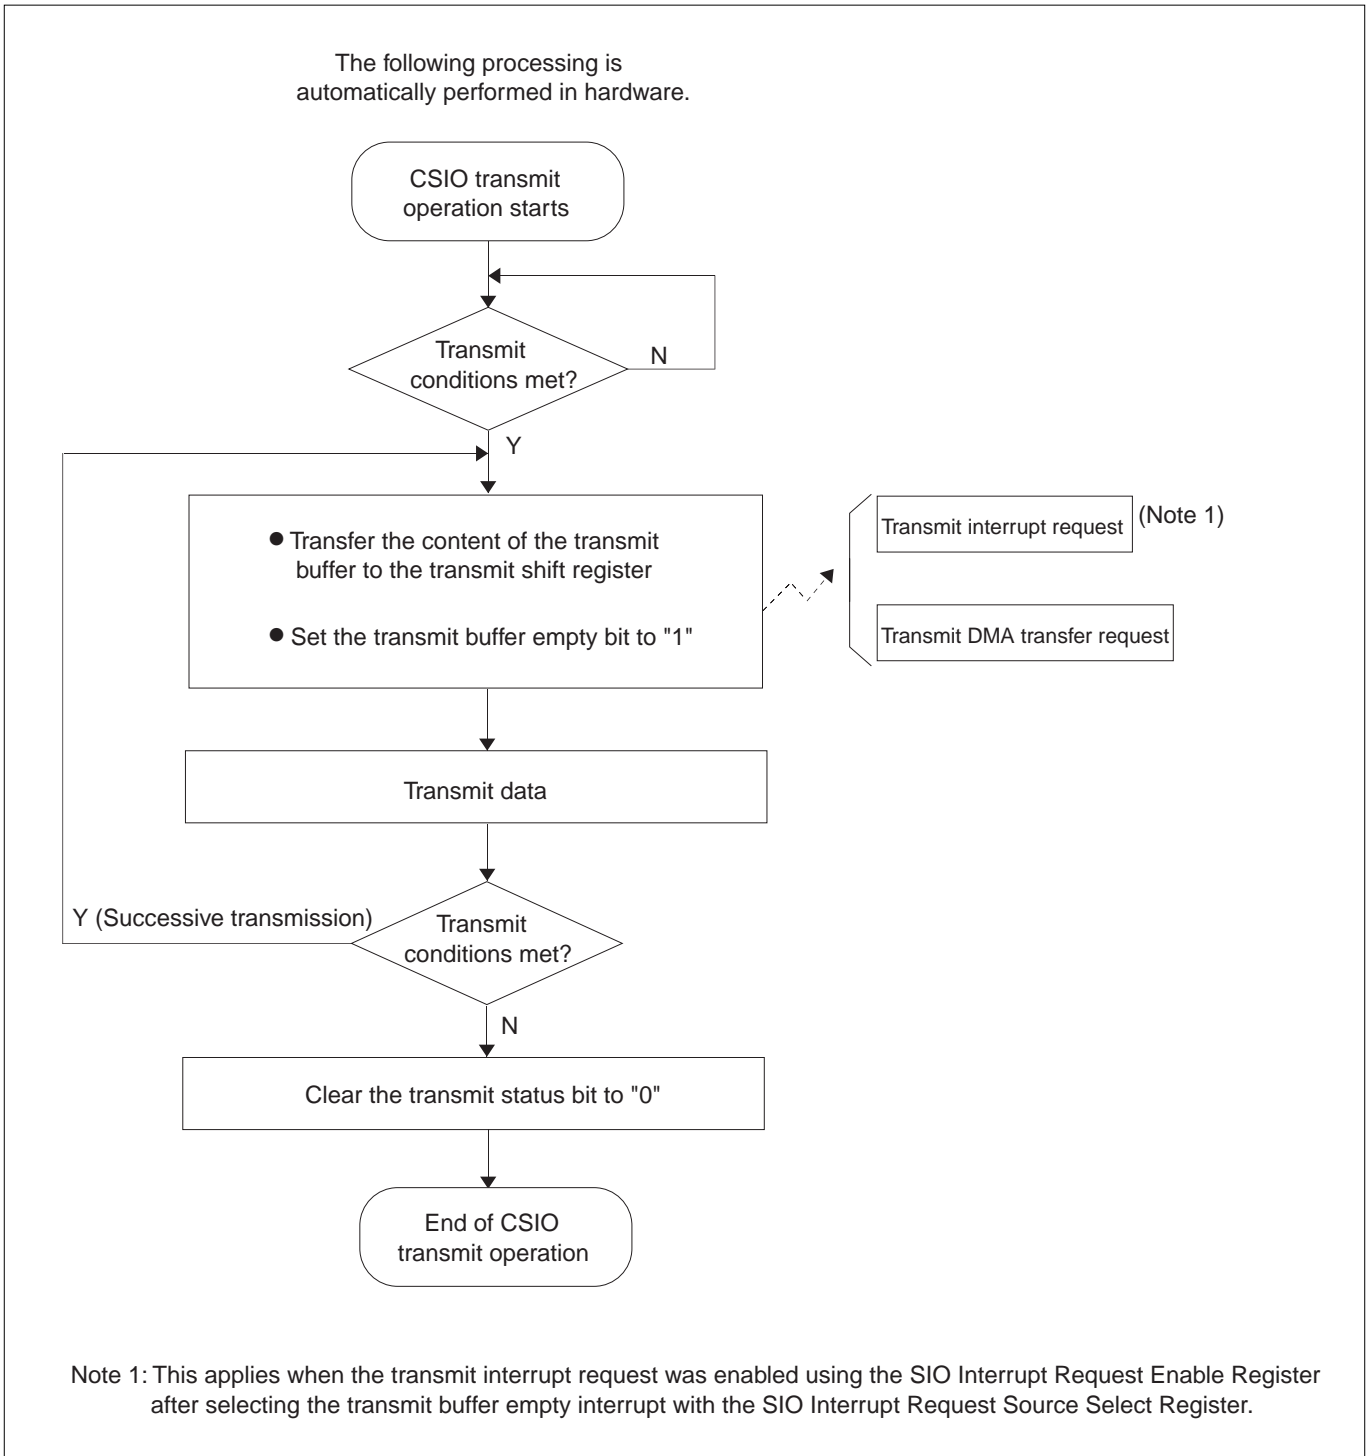 The following processing is
automatically performed in hardware.
CSIO transmit
operation starts
Transmit
conditions met?
N
Y
● Transfer the content of the transmit
buffer to the transmit shift register
● Set the transmit buffer empty bit to "1"
Transmit interrupt request
(Note 1)
Transmit DMA transfer request
Transmit data
Y (Successive transmission)
Transmit
conditions met?
N
Clear the transmit status bit to "0"
End of CSIO
transmit operation
Note 1: This applies when the transmit interrupt request was enabled using the SIO Interrupt Request Enable Register
after selecting the transmit buffer empty interrupt with the SIO Interrupt Request Source Select Register.